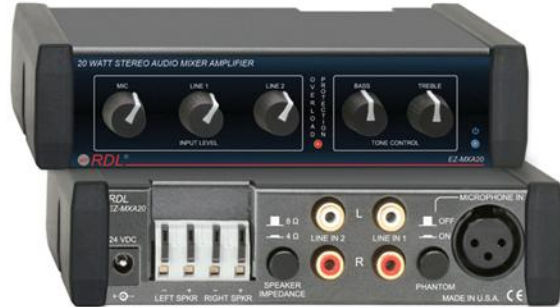 20 WATT STEREO AUDIO MIXER AMPLIFIER
MIC
LINE 1
LINE 2
OVERLOAD
PROTECTION
BASS
TREBLE
INPUT LEVEL
TONE CONTROL
RDL®
EZ-MXA20
RDL
EZ-MXA20
24 VDC
- + - +
LEFT SPKR RIGHT SPKR
8 Ω
4 Ω
SPEAKER
IMPEDANCE
L
LINE IN 2
LINE IN 1
R
MICROPHONE IN
OFF
ON
PHANTOM
MADE IN U.S.A. CE